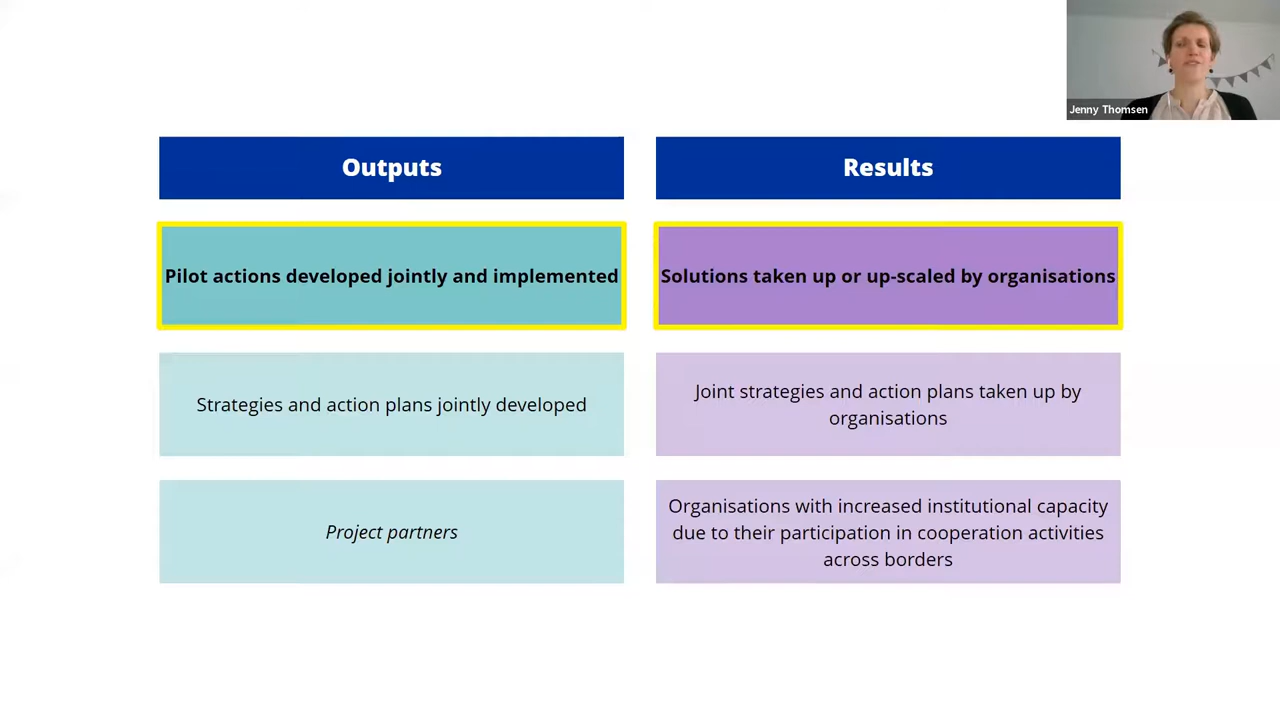 Jenny Thomsen
Outputs
Results
Pilot actions developed jointly and implemented
Solutions taken up or up-scaled by organisations
Strategies and action plans jointly developed
Joint strategies and action plans taken up by
organisations
Project partners
Organisations with increased institutional capacity
due to their participation in cooperation activities
across borders